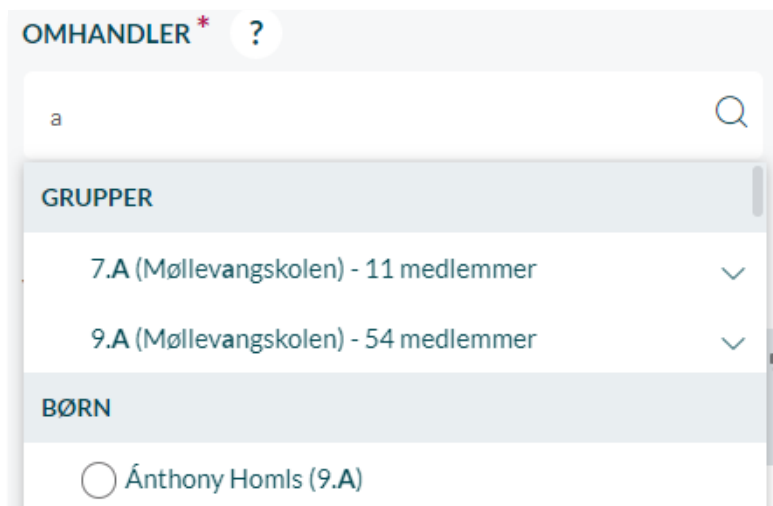 OMHANDLER * ?
a
GRUPPER
7.A (Møllevangskolen) - 11 medlemmer
9.A (Møllevangskolen) - 54 medlemmer
BØRN
Ánthony Homls (9.A)